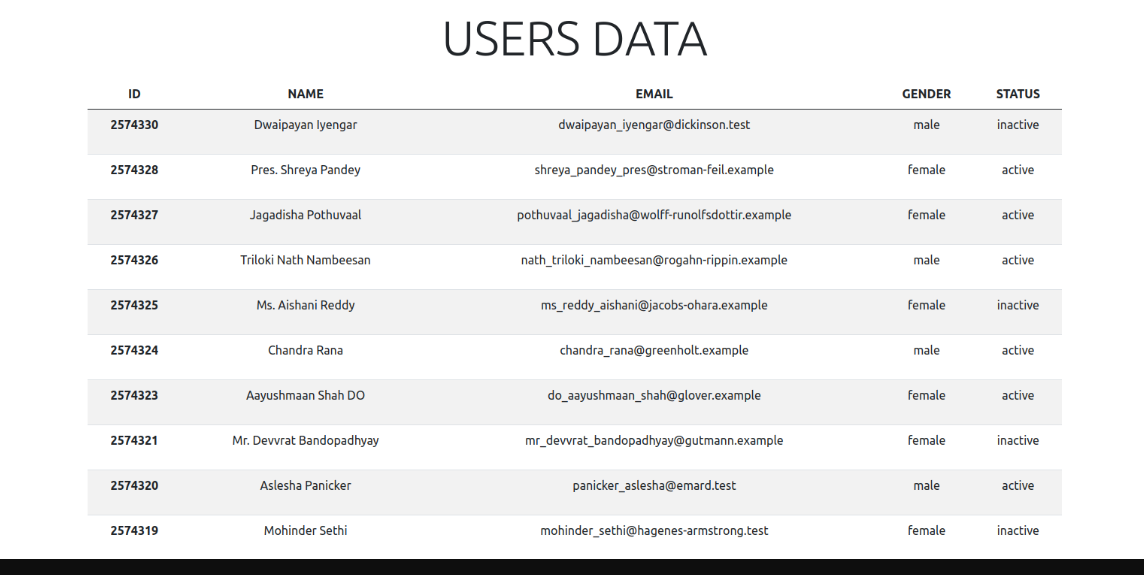 USERS DATA
ID NAME EMAIL GENDER STATUS
2574330 Dwaipayan Iyengar dwaipayan_iyengar@dickinson.test male inactive
2574328 Pres. Shreya Pandey shreya_pandey_pres@stroman-feil.example female active
2574327 Jagadisha Pothuvaal pothuvaal_jagadisha@wolff-runolfsdottir.example female active
2574326 Triloki Nath Nambeesan nath_triloki_nambeesan@rogahn-rippin.example male active
2574325 Ms. Aishani Reddy ms_reddy_aishani@jacobs-ohara.example female inactive
2574324 Chandra Rana chandra_rana@greenholt.example male active
2574323 Aayushmaan Shah DO do_aayushmaan_shah@glover.example female active
2574321 Mr. Devvrat Bandopadhyay mr_devvrat_bandopadhyay@gutmann.example female inactive
2574320 Aslesha Panicker panicker_aslesha@emard.test male active
2574319 Mohinder Sethi mohinder_sethi@hagenes-armstrong.test female inactive